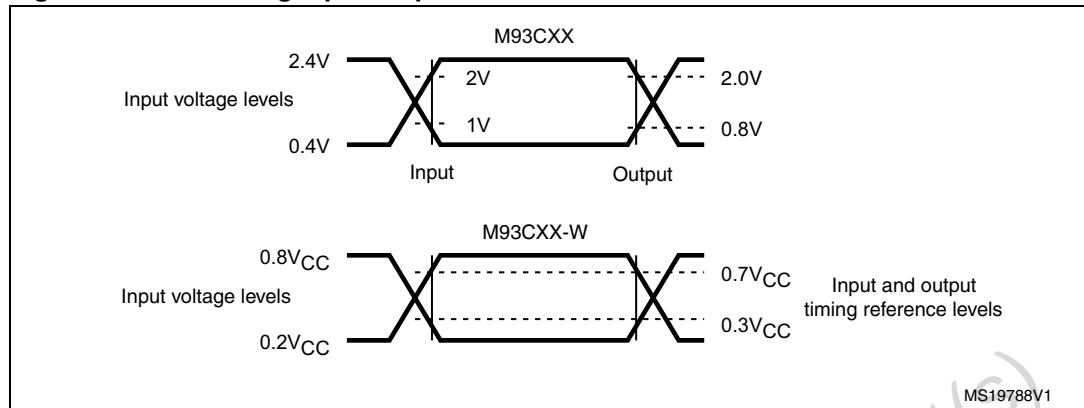 M93CXX
2.4V
2V
2.0V
Input voltage levels
1V
0.8V
0.4V
Input
Output
M93CXX-W
0.8VCC
0.7VCC
Input voltage levels
Input and output
timing reference levels
0.3VCC
0.2VCC
MS19788V1